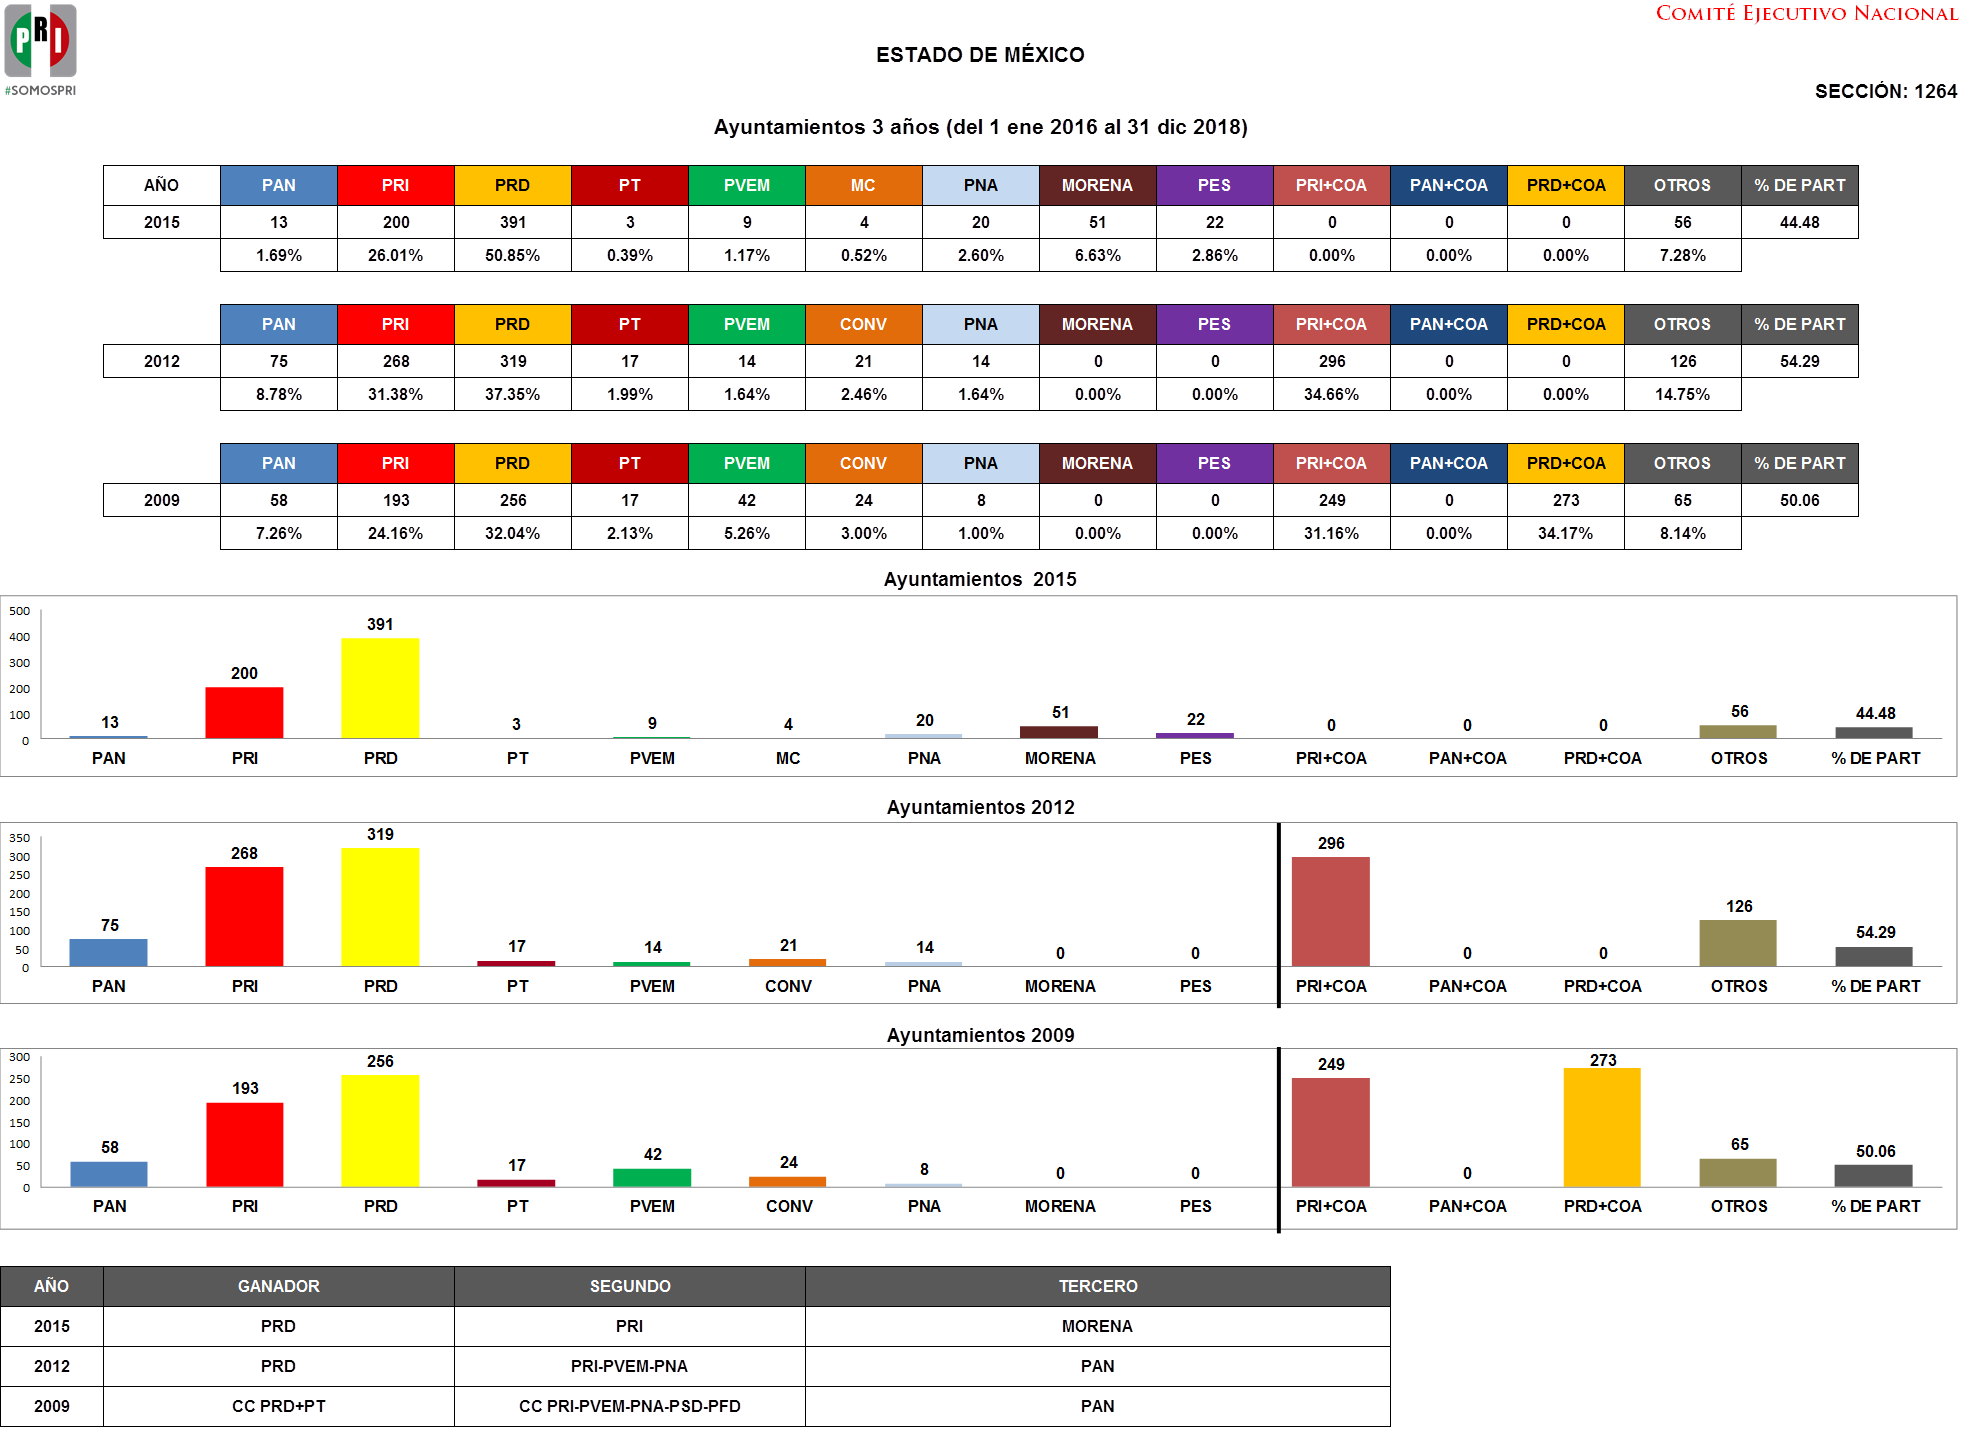 PRI
#SOMOSPRI
COMITÉ EJECUTIVO NACIONAL
ESTADO DE MÉXICO
SECCIÓN: 1264
Ayuntamientos 3 años (del 1 ene 2016 al 31 dic 2018)
AÑO PAN PRI PRD PT PVEM MC PNA MORENA PES PRI+COA PAN+COA PRD+COA OTROS % DE PART
2015 13 200 391 3 9 4 20 51 22 0 0 0 56 44.48
1.69% 26.01% 50.85% 0.39% 1.17% 0.52% 2.60% 6.63% 2.86% 0.00% 0.00% 0.00% 7.28%
PAN PRI PRD PT PVEM CONV PNA MORENA PES PRI+COA PAN+COA PRD+COA OTROS % DE PART
2012 75 268 319 17 14 21 14 0 0 296 0 0 126 54.29
8.78% 31.38% 37.35% 1.99% 1.64% 2.46% 1.64% 0.00% 0.00% 34.66% 0.00% 0.00% 14.75%
PAN PRI PRD PT PVEM CONV PNA MORENA PES PRI+COA PAN+COA PRD+COA OTROS % DE PART
2009 58 193 256 17 42 24 8 0 0 249 0 273 65 50.06
7.26% 24.16% 32.04% 2.13% 5.26% 3.00% 1.00% 0.00% 0.00% 31.16% 0.00% 34.17% 8.14%
Ayuntamientos 2015
500
400
300
200
100
0
13 200 391 3 9 4 20 51 22 0 0 0 56 44.48
PAN PRI PRD PT PVEM MC PNA MORENA PES PRI+COA PAN+COA PRD+COA OTROS % DE PART
Ayuntamientos 2012
350
300
250
200
150
100
50
0
75 268 319 17 14 21 14 0 0 296 0 0 126 54.29
PAN PRI PRD PT PVEM CONV PNA MORENA PES PRI+COA PAN+COA PRD+COA OTROS % DE PART
Ayuntamientos 2009
300
250
200
150
100
50
0
58 193 256 17 42 24 8 0 0 249 0 273 65 50.06
PAN PRI PRD PT PVEM CONV PNA MORENA PES PRI+COA PAN+COA PRD+COA OTROS % DE PART
AÑO GANADOR SEGUNDO TERCERO
2015 PRD PRI MORENA
2012 PRD PRI-PVEM-PNA PAN
2009 CC PRD+PT CC PRI-PVEM-PNA-PSD-PFD PAN